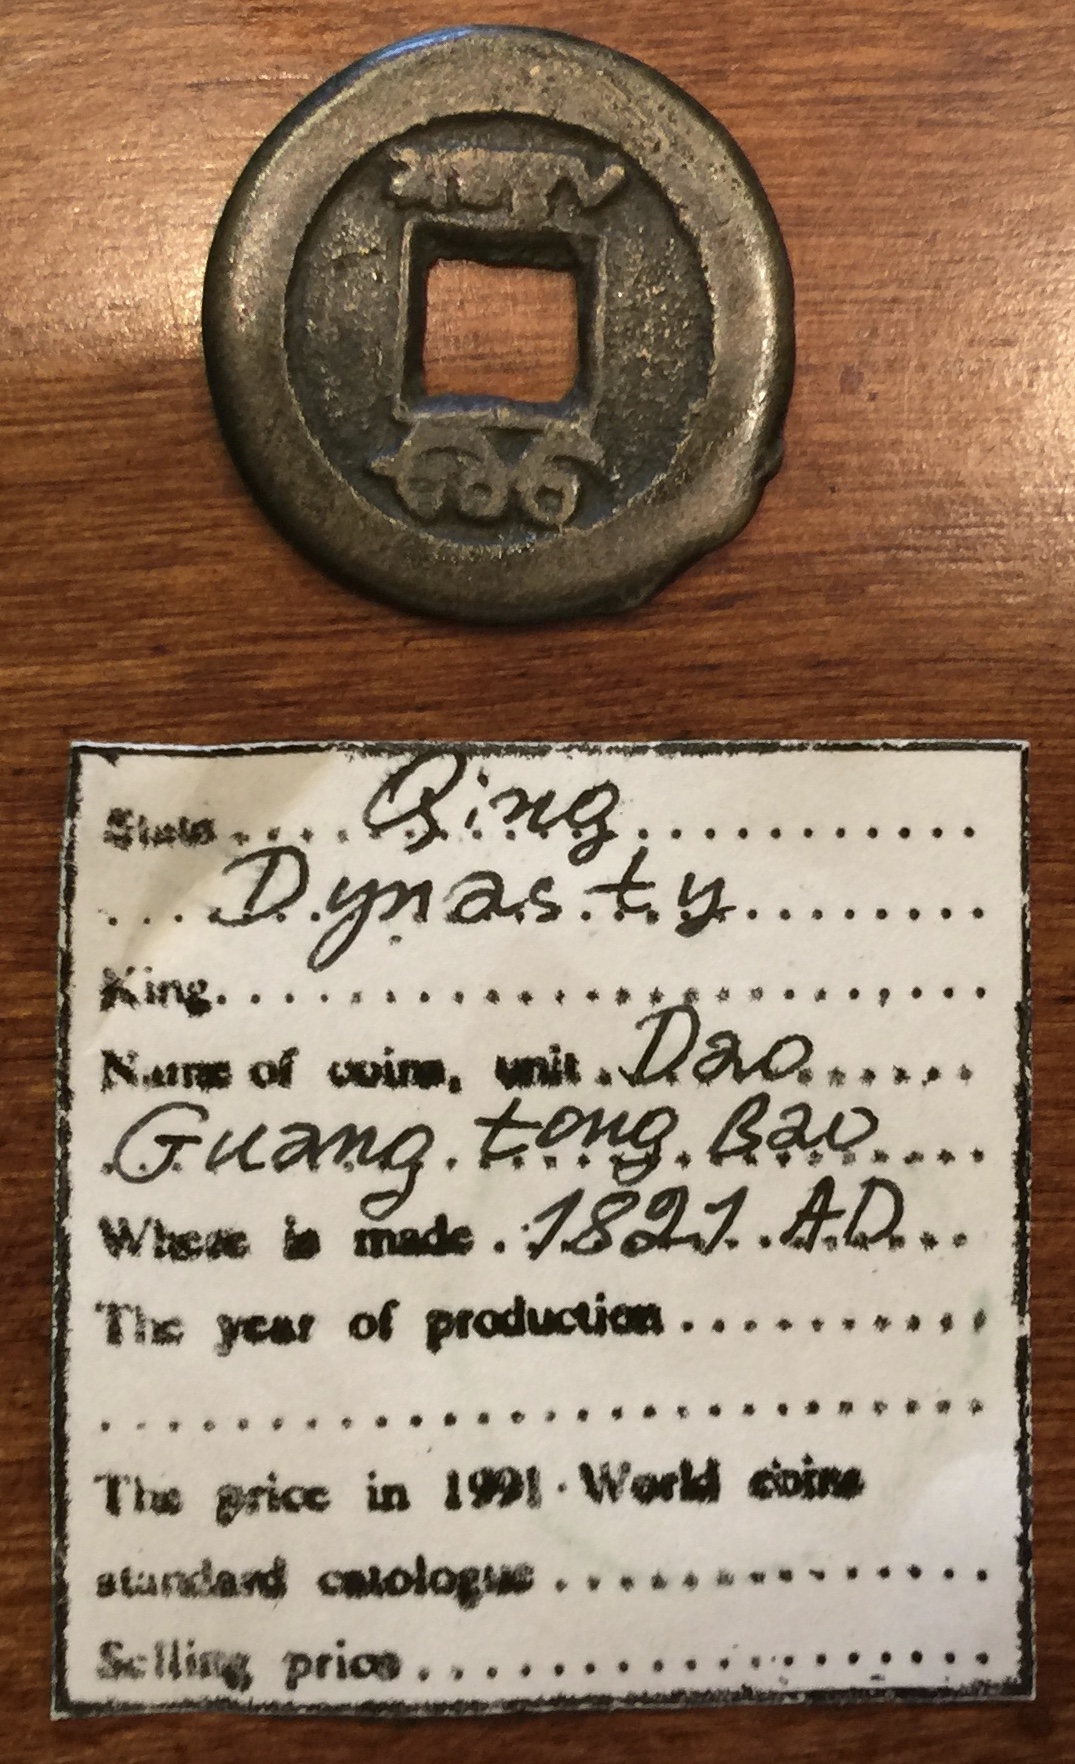 State.... Qing............
... Dynasty.........
King.............................
Name of coins, unit. Dao......
Guang tong Bao.....
Where is made. 1821 AD...
The year of production..........
.............................
The price in 1991 World coins
standard catologue..............
Selling price...................